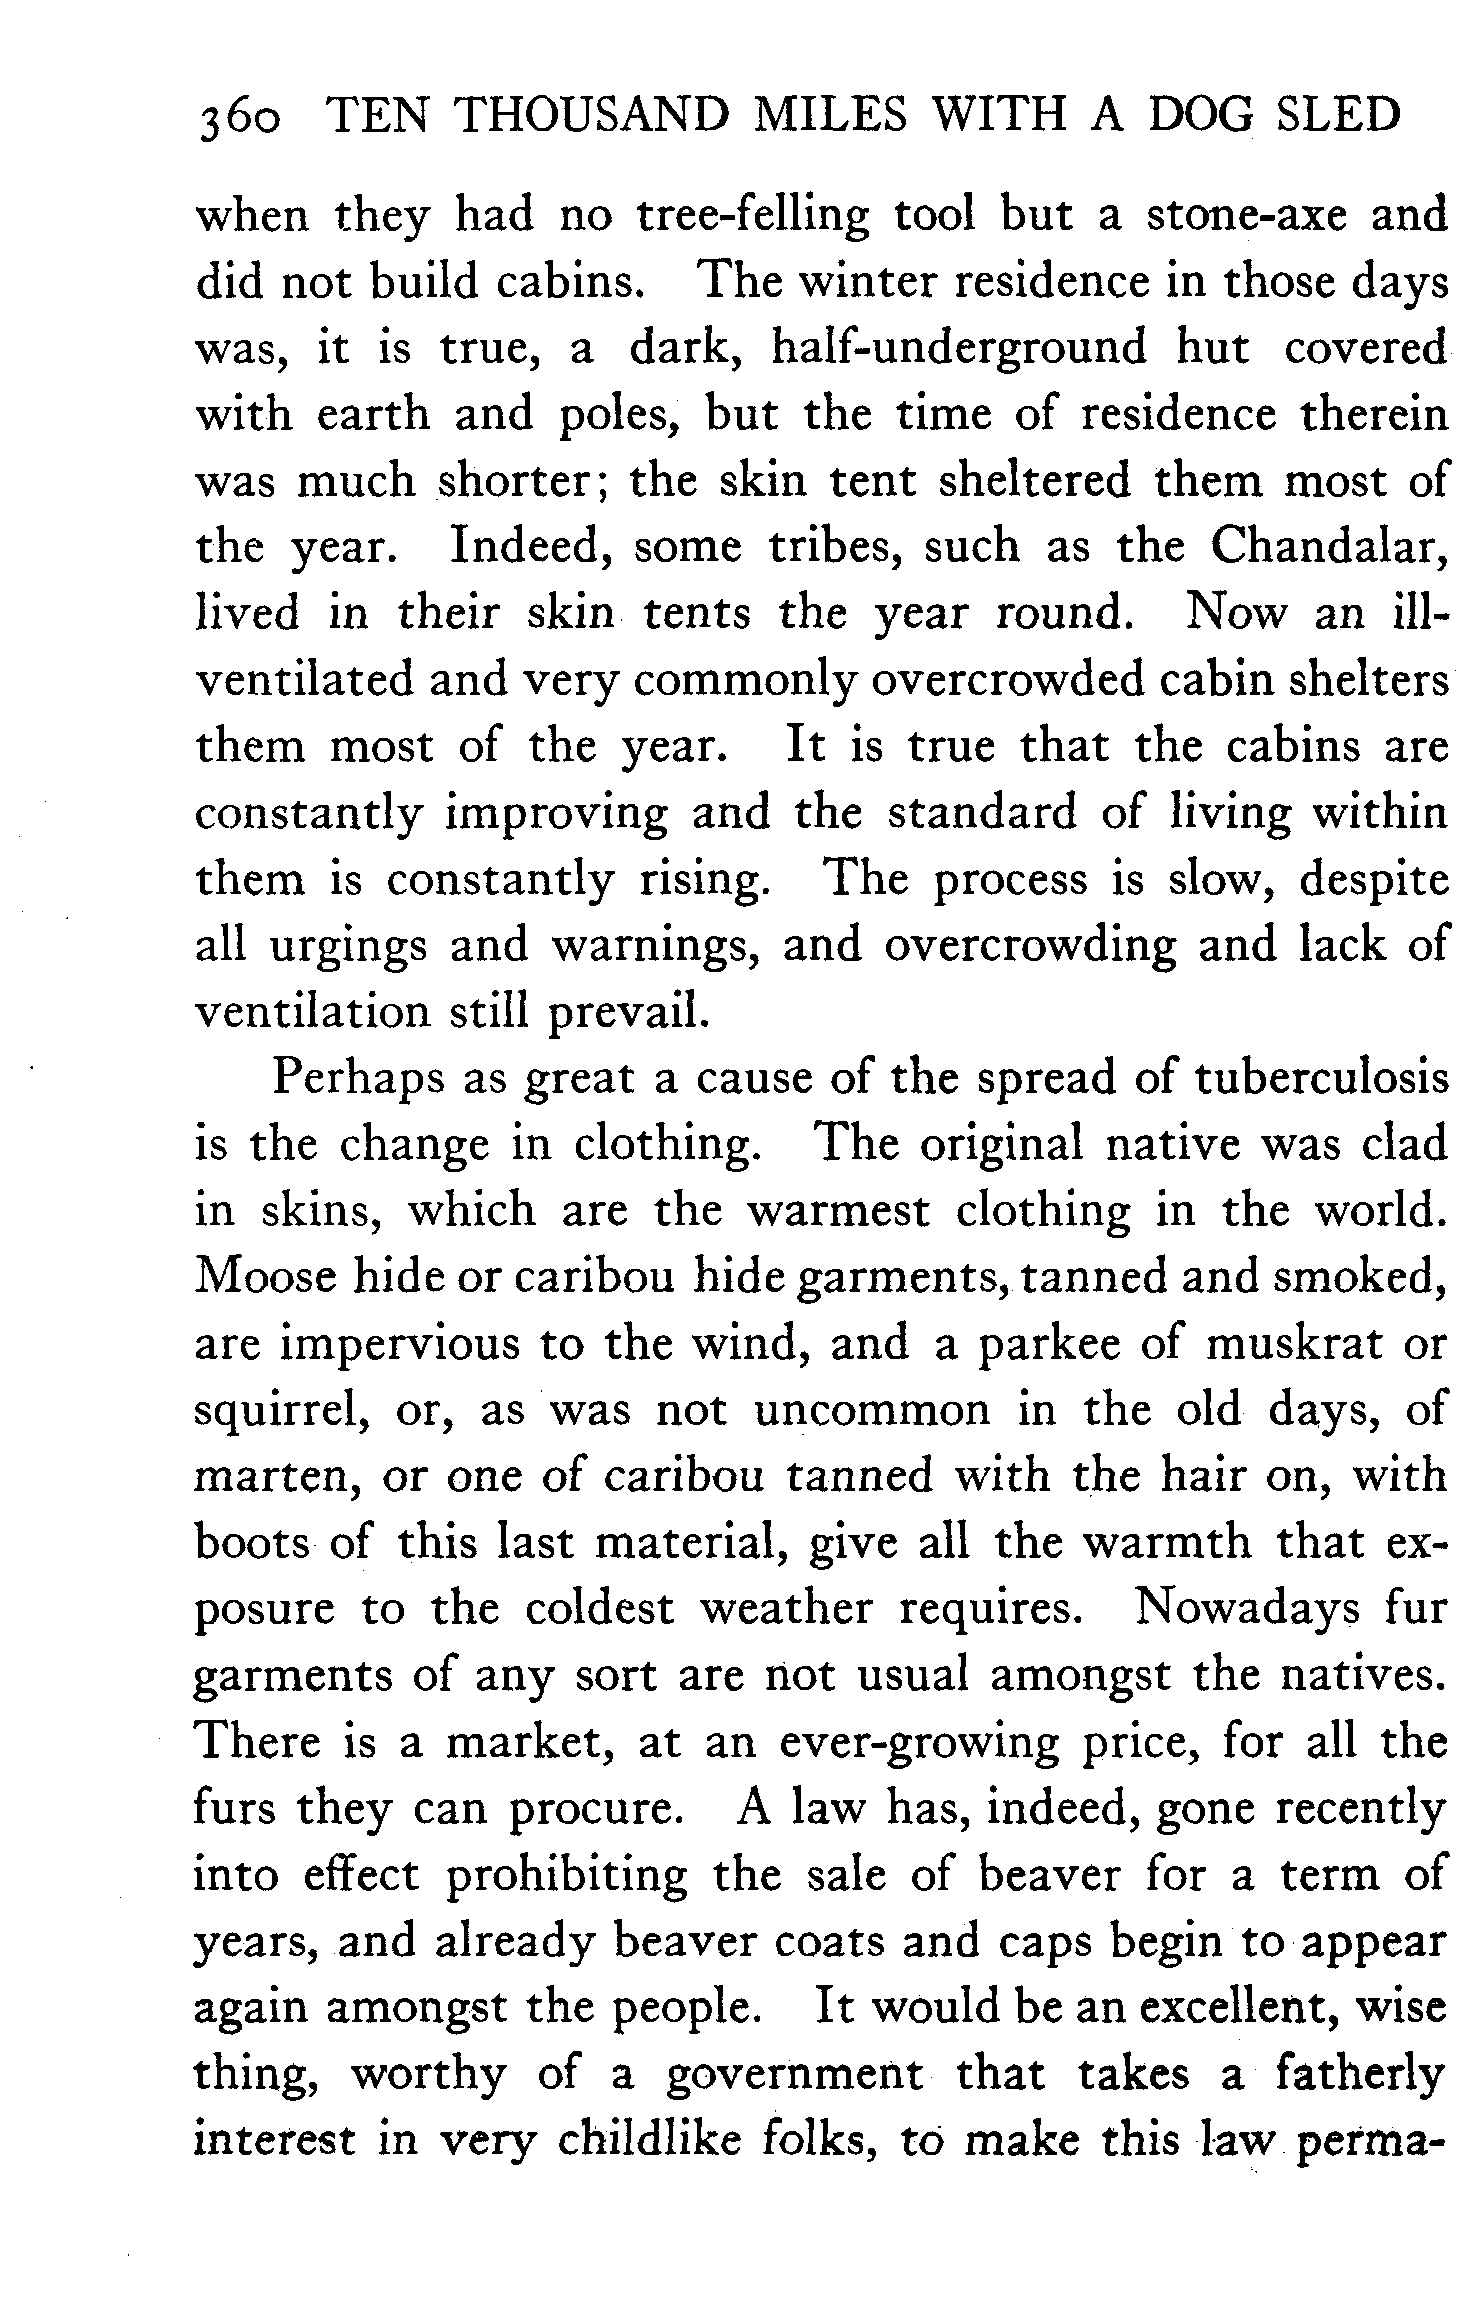 360 TEN THOUSAND MILES WITH A DOG SLED
when they had no tree-felling tool but a stone-axe and
did not build cabins. The winter residence in those days
was, it is true, a dark, half-underground hut covered
with earth and poles, but the time of residence therein
was much shorter; the skin tent sheltered them most of
the year. Indeed, some tribes, such as the Chandalar,
lived in their skin tents the year round. Now an ill-
ventilated and very commonly overcrowded cabin shelters
them most of the year. It is true that the cabins are
constantly improving and the standard of living within
them is constantly rising. The process is slow, despite
all urgings and warnings, and overcrowding and lack of
ventilation still prevail.
Perhaps as great a cause of the spread of tuberculosis
is the change in clothing. The original native was clad
in skins, which are the warmest clothing in the world.
Moose hide or caribou hide garments, tanned and smoked,
are impervious to the wind, and a parkee of muskrat or
squirrel, or, as was not uncommon in the old days, of
marten, or one of caribou tanned with the hair on, with
boots of this last material, give all the warmth that ex-
posure to the coldest weather requires. Nowadays fur
garments of any sort are not usual amongst the natives.
There is a market, at an ever-growing price, for all the
furs they can procure. A law has, indeed, gone recently
into effect prohibiting the sale of beaver for a term of
years, and already beaver coats and caps begin to appear
again amongst the people. It would be an excellent, wise
thing, worthy of a government that takes a fatherly
interest in very childlike folks, to make this law perma-